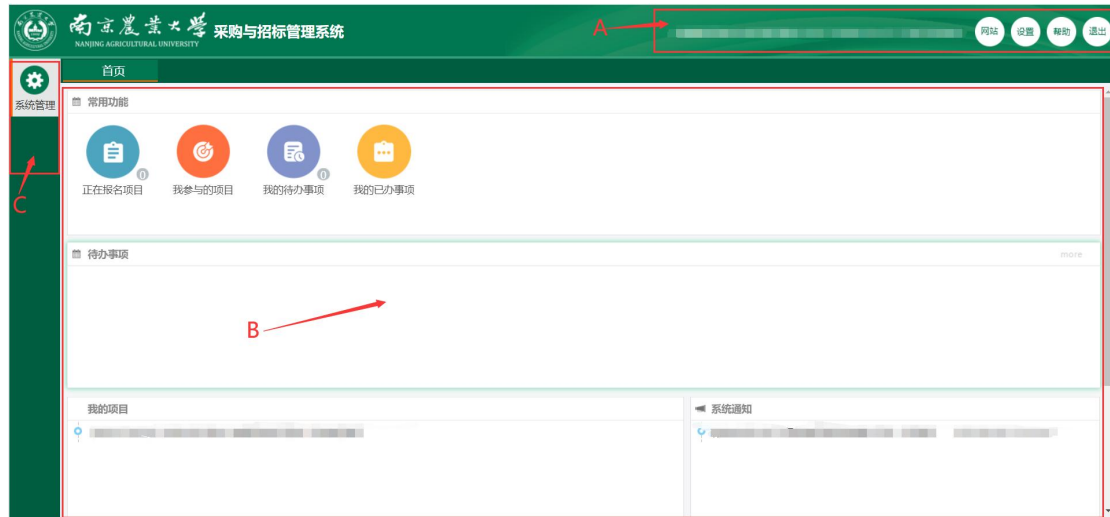 南京農業大學 采购与招标管理系统
NANJING AGRICULTURAL UNIVERSITY
A
网站 设置 帮助 退出
系统管理
首页
常用功能
0 0
正在报名项目 我参与的项目 我的待办事项 我的已办事项
C
待办事项 more
B
我的项目 系统通知